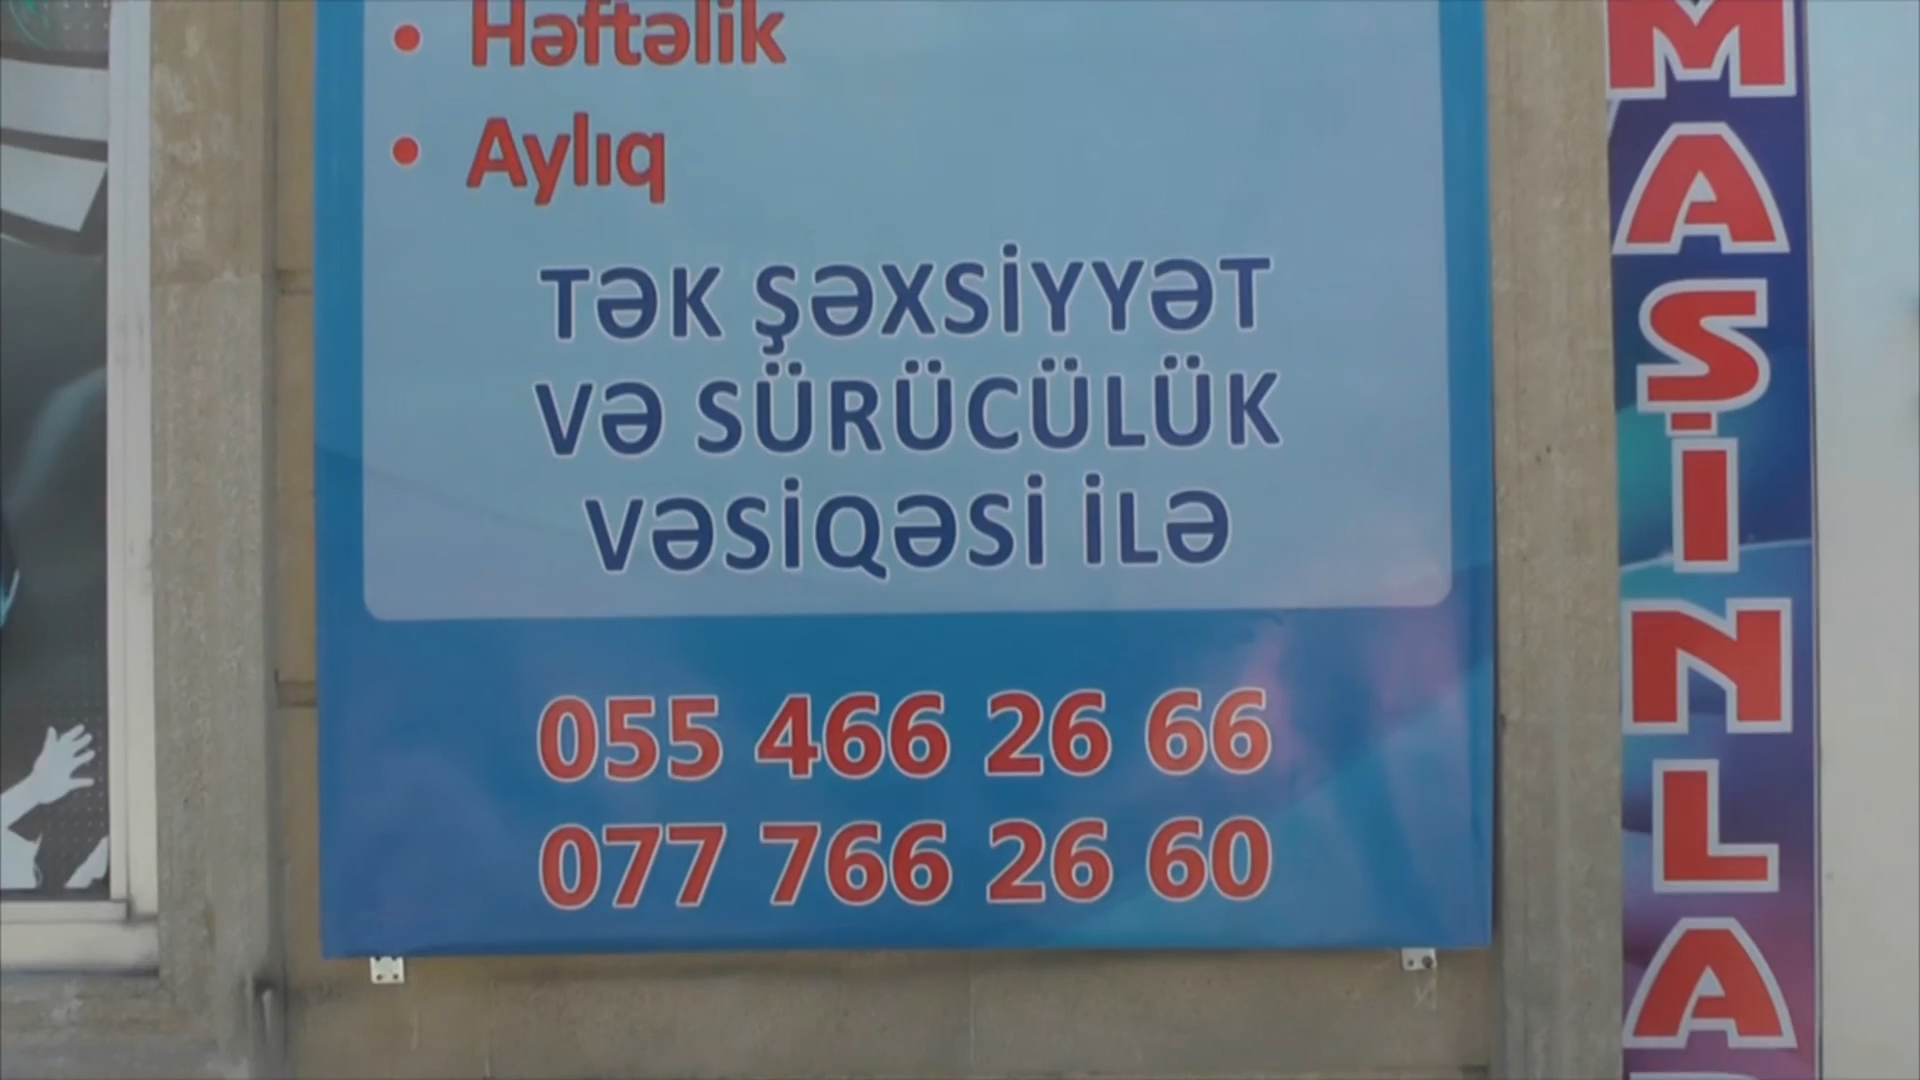 • Həftəlik
• Aylıq
TƏK ŞƏXSİYYƏT
VƏ SÜRÜCÜLÜK
VƏSİQƏSİ İLƏ
055 466 26 66
077 766 26 60
MAŞINLA